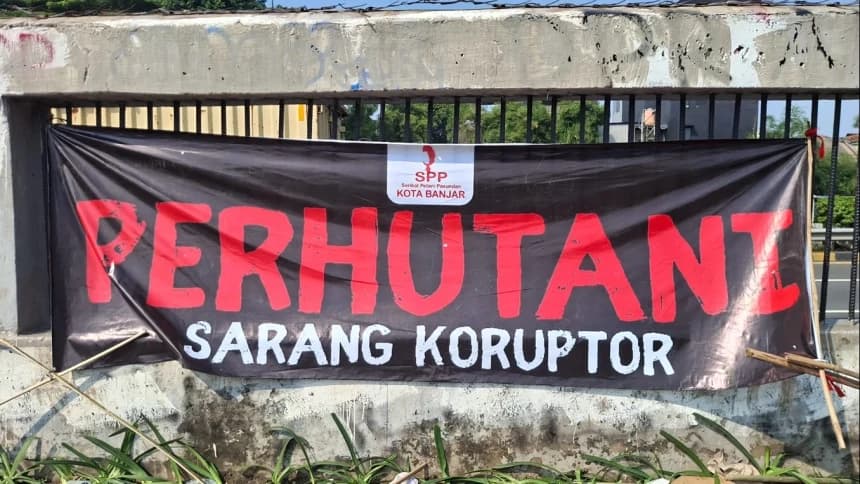 SPP
Serikat Petani Pasundan
KOTA BANJAR
PERHUTANI
SARANG KORUPTOR